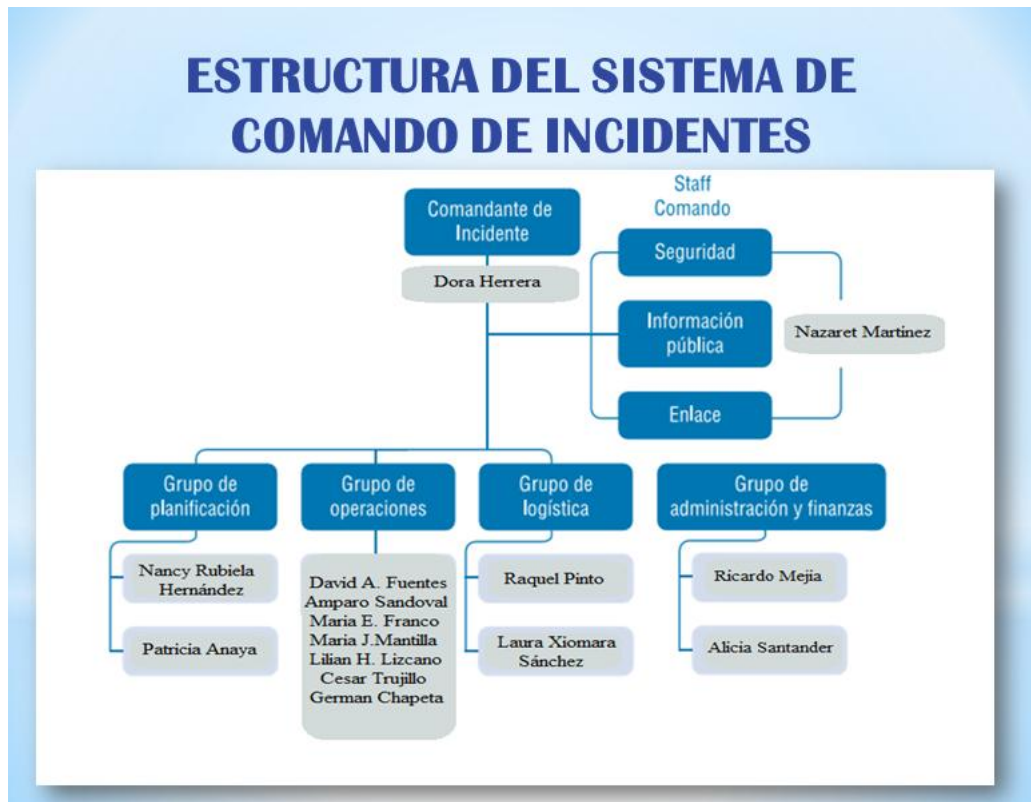 ESTRUCTURA DEL SISTEMA DE
COMANDO DE INCIDENTES
Staff
Comando
Comandante de
Incidente
Dora Herrera
Seguridad
Información
pública
Nazaret Martinez
Enlace
Grupo de
planificación
Nancy Rubiela
Hernández
Patricia Anaya
Grupo de
operaciones
David A. Fuentes
Amparo Sandoval
Maria E. Franco
Maria J.Mantilla
Lilian H. Lizcano
Cesar Trujillo
German Chapeta
Grupo de
logística
Raquel Pinto
Laura Xiomara
Sánchez
Grupo de
administración y finanzas
Ricardo Mejia
Alicia Santander